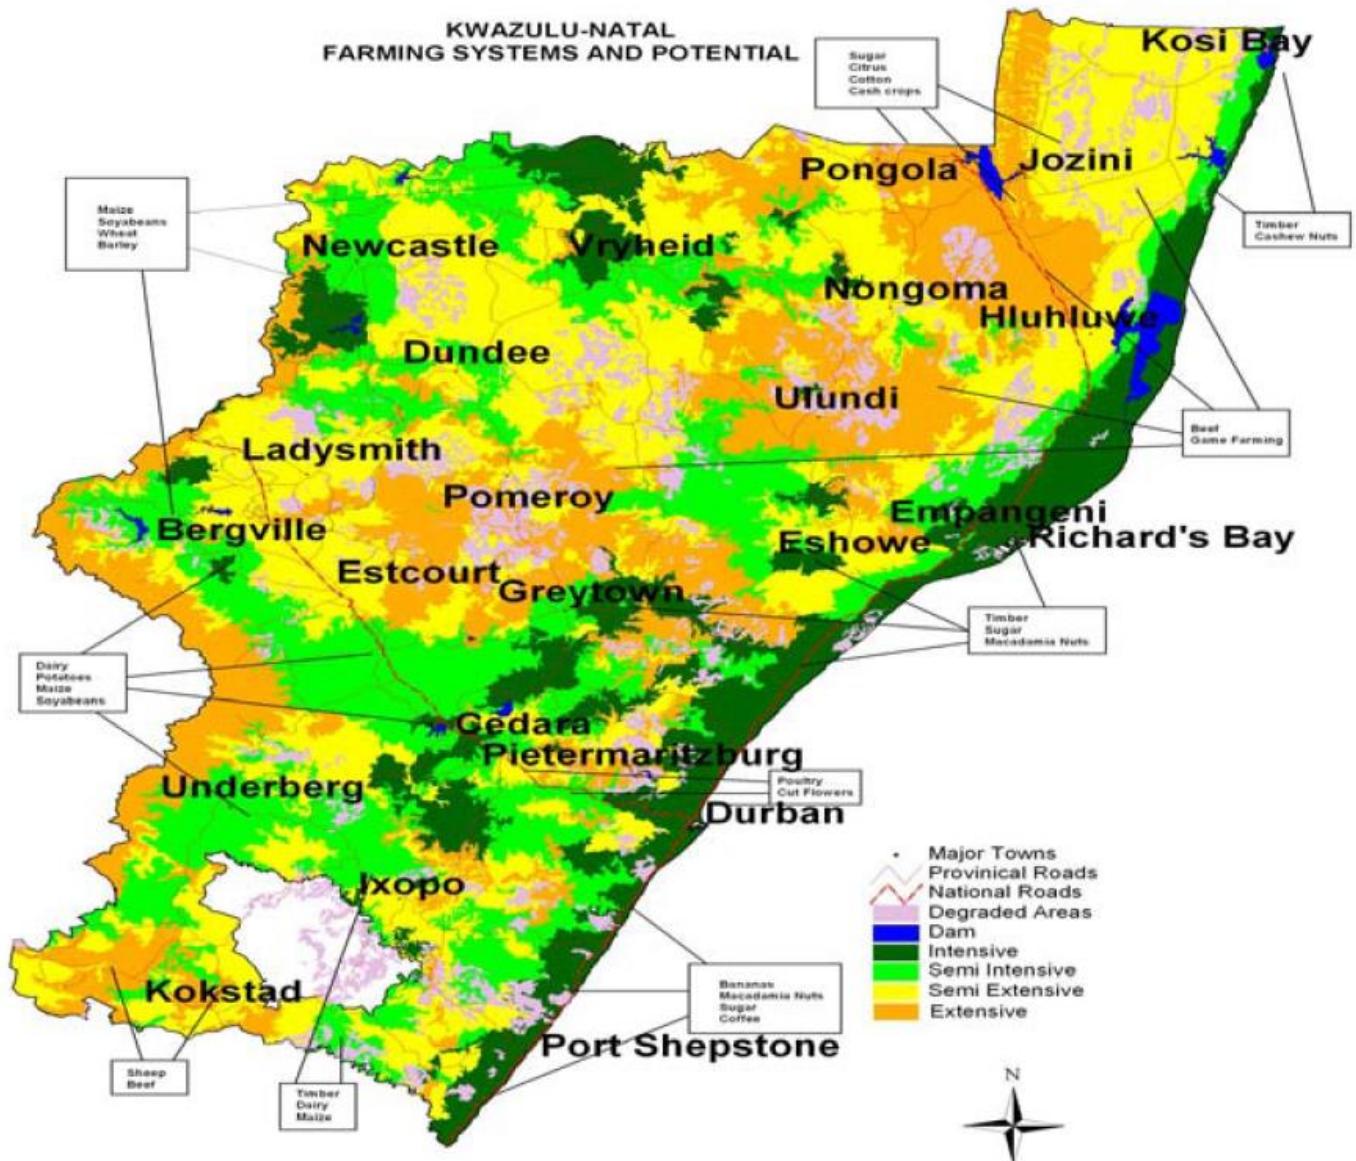 KWAZULU-NATAL
FARMING SYSTEMS AND POTENTIAL
Kosi Bay
Sugar
Citrus
Cotton
Cash crops
Pongola
Jozini
Maize
Soyabeans
Wheat
Barley
Timber
Cashew Nuts
Newcastle
Vryheid
Nongoma
Hluhluwe
Dundee
Ulundi
Beef
Game Farming
Ladysmith
Pomeroy
Bergville
Empangeni
Eshowe
Richard's Bay
Estcourt
Greytown
Timber
Sugar
Macadamia Nuts
Dairy
Potatoes
Maize
Soyabeans
Cedara
Pietermaritzburg
Underberg
Poultry
Cut Flowers
Durban
Ixopo
Kokstad
Bananas
Macadamia Nuts
Sugar
Coffee
Port Shepstone
Sheep
Beef
Timber
Dairy
Maize
Major Towns
Provinical Roads
National Roads
Degraded Areas
Dam
Intensive
Semi Intensive
Semi Extensive
Extensive
N